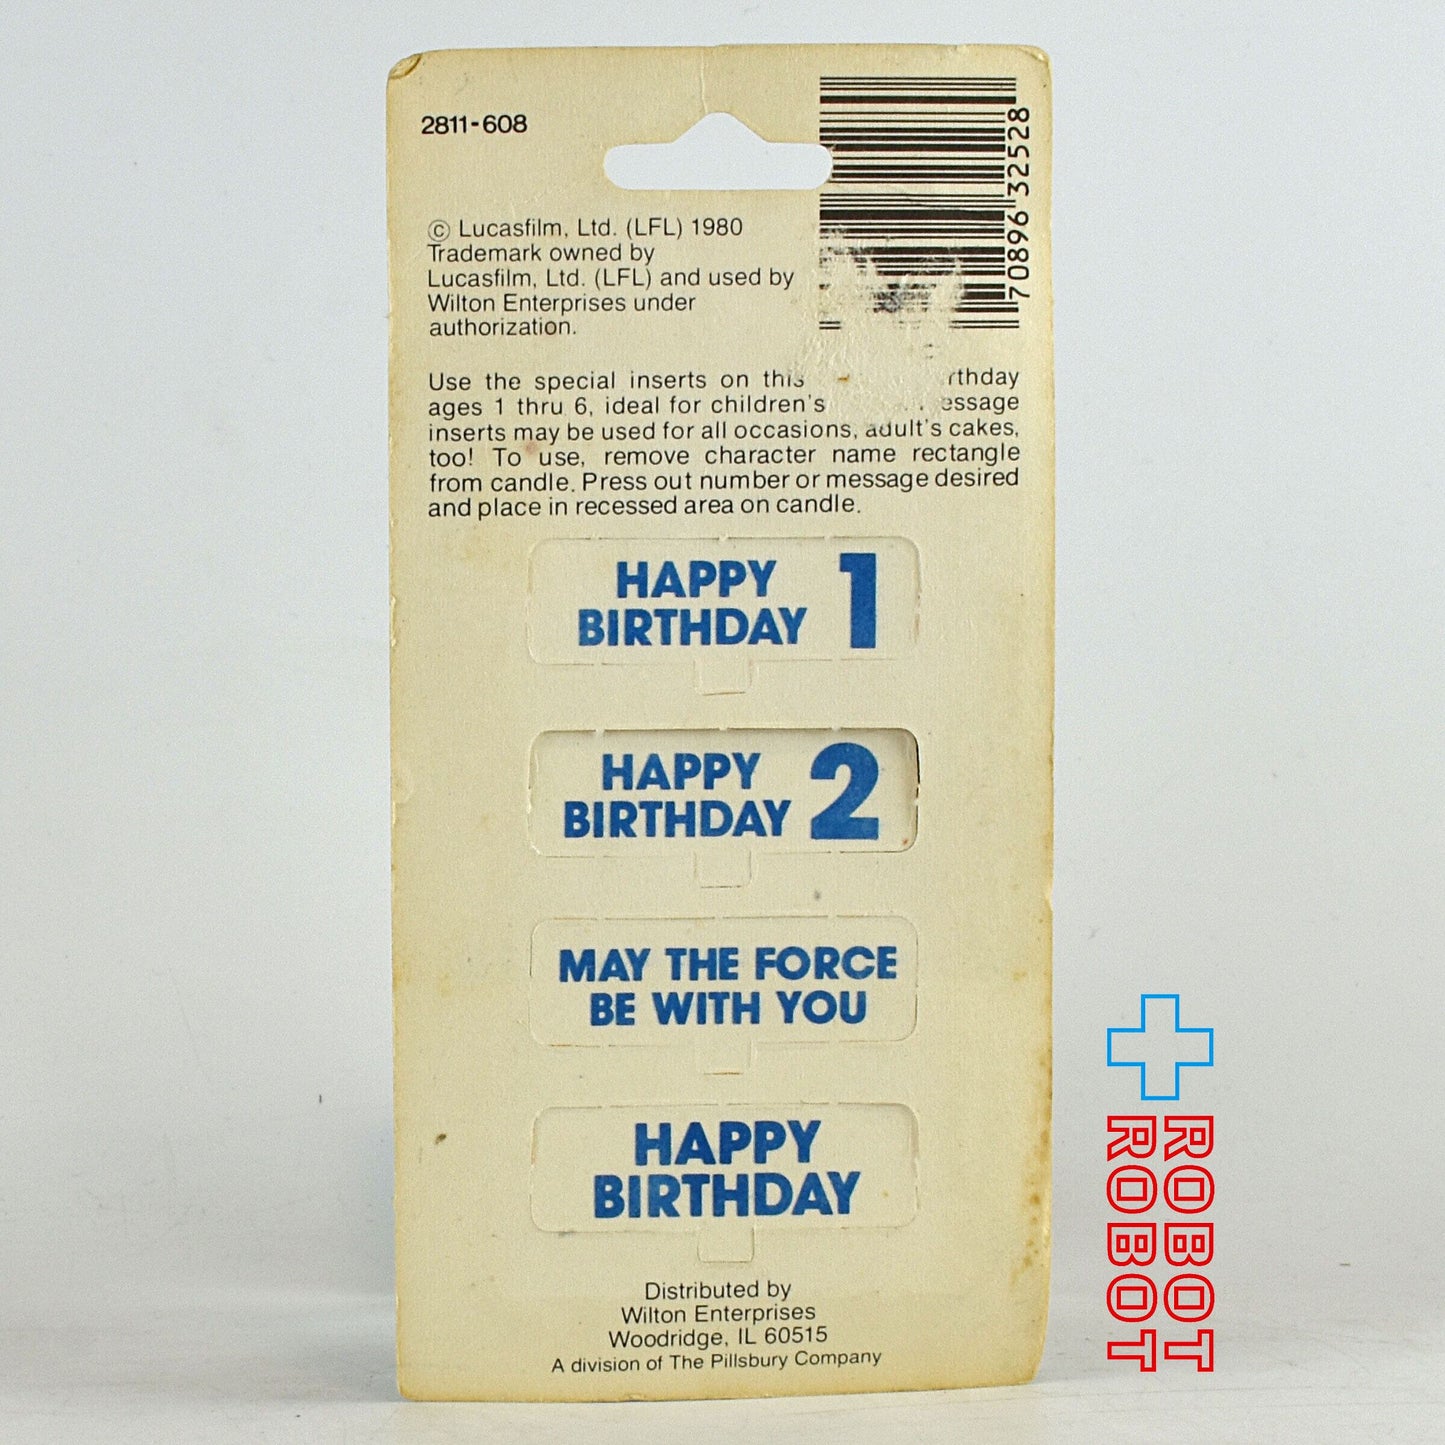 2811-608
70896 32528
© Lucasfilm, Ltd. (LFL) 1980
Trademark owned by
Lucasfilm, Ltd. (LFL) and used by
Wilton Enterprises under
authorization.
Use the special inserts on this
ages 1 thru 6, ideal for children's
inserts may be used for all occasions, adult's cakes,
too! To use, remove character name rectangle
from candle. Press out number or message desired
and place in recessed area on candle.
HAPPY
BIRTHDAY 1
HAPPY
BIRTHDAY 2
MAY THE FORCE
BE WITH YOU
HAPPY
BIRTHDAY
Distributed by
Wilton Enterprises
Woodridge, IL 60515
A division of The Pillsbury Company
ROBOT
ROBOT